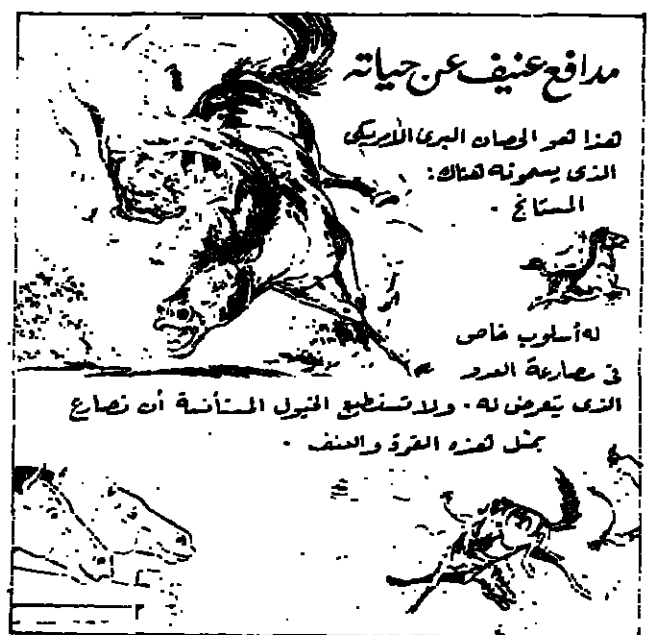 مدافع عنيف عن حياته
هذا هو الحصان البرى الأمريكى
الذى يسمونه هناك:
المستانج .
له أسلوب خاص
فى مصارعة العدو
الذى يتعرض له . ولا تستطيع الخيول المستأنسة أن تصارع
بمثل هذه القوة والعنف .